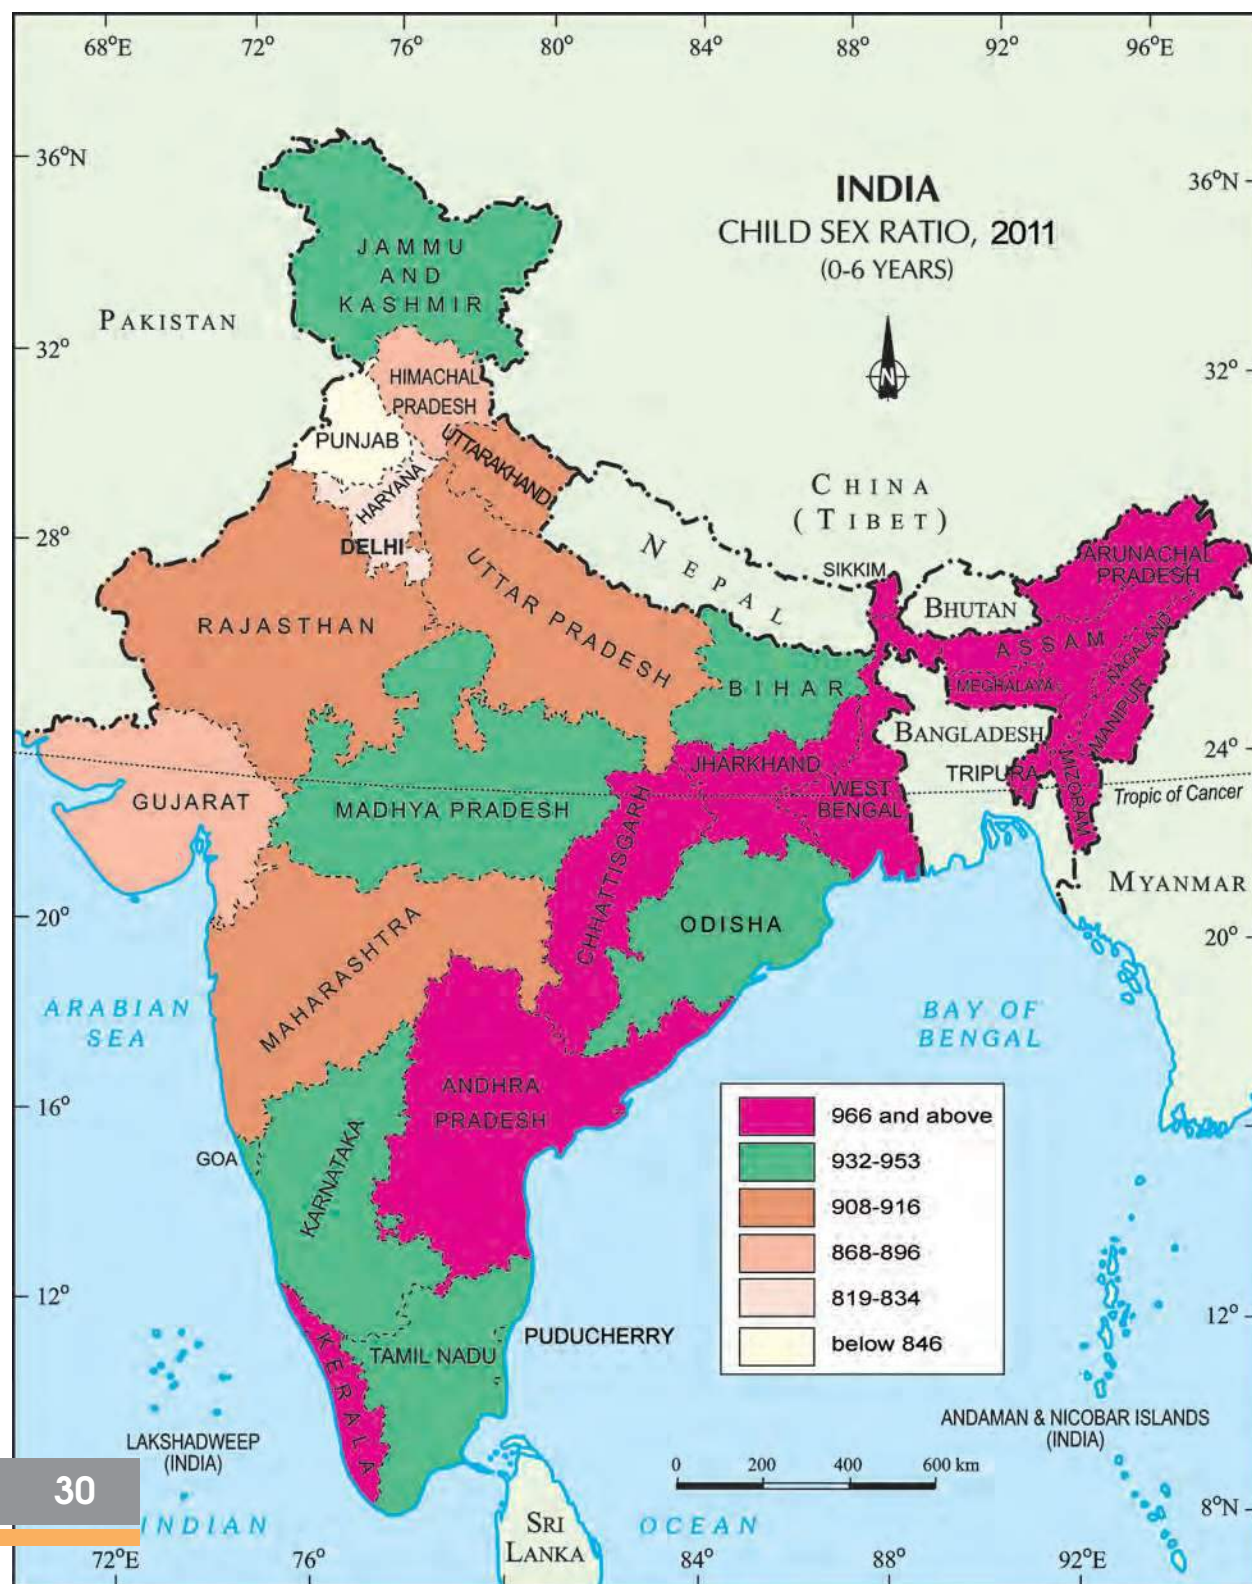 68°E 72° 76° 80° 84° 88° 92° 96°E
36°N
36°N
INDIA
CHILD SEX RATIO, 2011
(0-6 YEARS)
N
JAMMU
AND
KASHMIR
PAKISTAN
32°
32°
HIMACHAL
PRADESH
PUNJAB
UTTARAKHAND
HARYANA
CHINA
(TIBET)
28°
28°
DELHI
NEPAL
SIKKIM
ARUNACHAL
PRADESH
BHUTAN
RAJASTHAN
UTTAR PRADESH
ASSAM
NAGALAND
BIHAR
MEGHALAYA
MANIPUR
BANGLADESH
24°
24°
JHARKHAND
TRIPURA
MIZORAM
GUJARAT
MADHYA PRADESH
WEST
BENGAL
Tropic of Cancer
CHHATTISGARH
MYANMAR
20°
20°
ODISHA
MAHARASHTRA
ARABIAN
SEA
BAY OF
BENGAL
ANDHRA
PRADESH
16°
966 and above
932-953
908-916
868-896
819-834
below 846
GOA
KARNATAKA
12°
12°
PUDUCHERRY
TAMIL NADU
KERALA
LAKSHADWEEP
(INDIA)
ANDAMAN & NICOBAR ISLANDS
(INDIA)
0 200 400 600 km
30
8°N
INDIAN
OCEAN
SRI
LANKA
72°E 76° 84° 88° 92°E